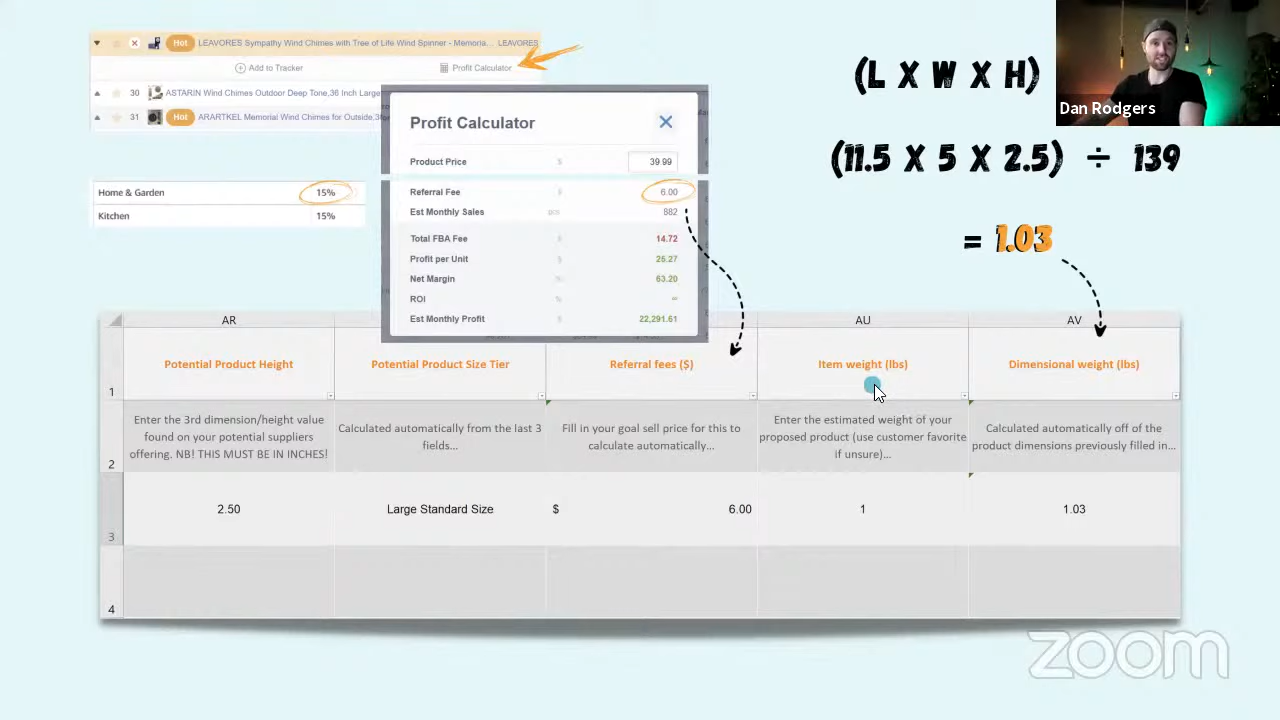 Hot LEAVORES Sympathy Wind Chimes with Tree of Life Wind Spinner - Memoria... LEAVORES
Add to Tracker Profit Calculator
30 ASTARIN Wind Chimes Outdoor Deep Tone,36 Inch Large
31 Hot ARARTKEL Memorial Wind Chimes for Outside,3
Home & Garden 15%
Kitchen 15%
Profit Calculator
Product Price $ 39.99
Referral Fee $ 6.00
Est Monthly Sales pcs 882
Total FBA Fee $ 14.72
Profit per Unit $ 25.27
Net Margin % 63.20
ROI % ∞
Est Monthly Profit $ 22,291.61
(L X W X H)
(11.5 X 5 X 2.5) ÷ 139
= 1.03
Dan Rodgers
AR AU AV
1 Potential Product Height Potential Product Size Tier Referral fees ($) Item weight (lbs) Dimensional weight (lbs)
2
Enter the 3rd dimension/height value
found on your potential suppliers
offering. NB! THIS MUST BE IN INCHES!
Calculated automatically from the last 3
fields...
Fill in your goal sell price for this to
calculate automatically...
Enter the estimated weight of your
proposed product (use customer favorite
if unsure)...
Calculated automatically off of the
product dimensions previously filled in...
3 2.50 Large Standard Size $ 6.00 1 1.03
4
zoom